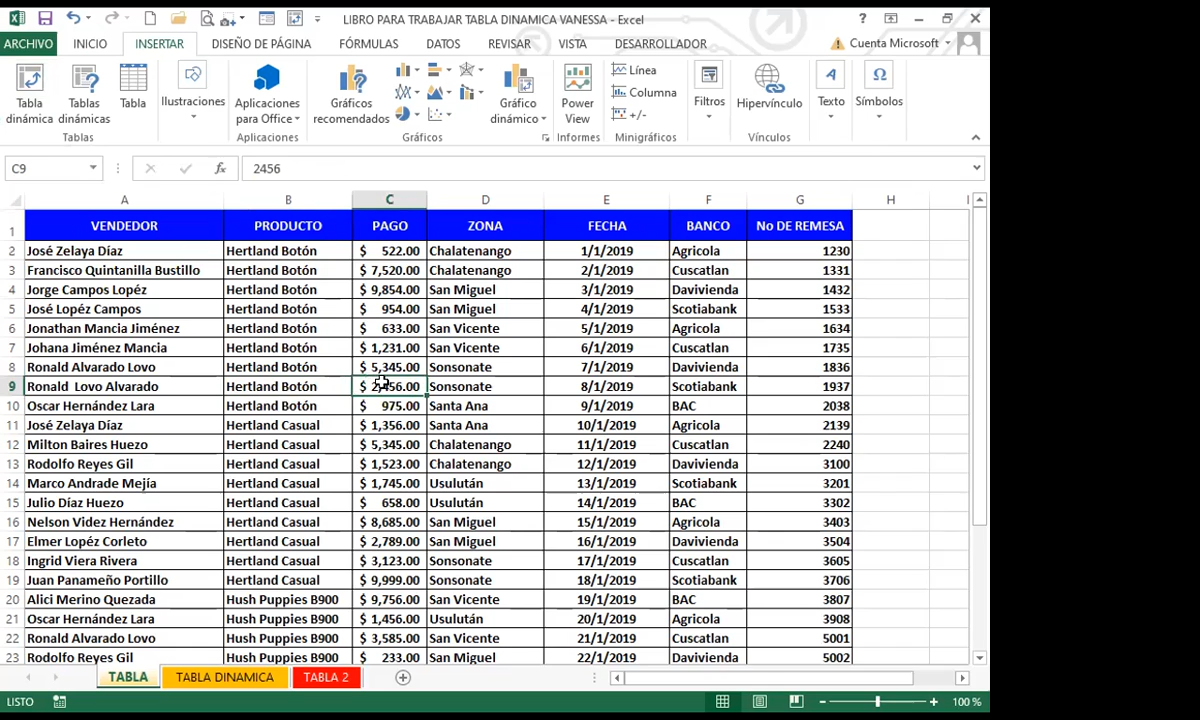 LIBRO PARA TRABAJAR TABLA DINAMICA VANESSA - Excel
ARCHIVO INICIO INSERTAR DISEÑO DE PÁGINA FÓRMULAS DATOS REVISAR VISTA DESARROLLADOR Cuenta Microsoft
Tabla dinámica
Tablas dinámicas
Tabla
Ilustraciones
Aplicaciones para Office
Gráficos recomendados
Gráfico dinámico
Power View
Línea
Columna
+/-
Filtros
Hipervínculo
Texto
Símbolos
Tablas Aplicaciones Gráficos Informes Minigráficos Vínculos
C9 fx 2456
A B C D E F G H I
1 VENDEDOR PRODUCTO PAGO ZONA FECHA BANCO No DE REMESA
2 José Zelaya Díaz Hertland Botón $ 522.00 Chalatenango 1/1/2019 Agricola 1230
3 Francisco Quintanilla Bustillo Hertland Botón $ 7,520.00 Chalatenango 2/1/2019 Cuscatlan 1331
4 Jorge Campos Lopéz Hertland Botón $ 9,854.00 San Miguel 3/1/2019 Davivienda 1432
5 José Lopéz Campos Hertland Botón $ 954.00 San Miguel 4/1/2019 Scotiabank 1533
6 Jonathan Mancia Jiménez Hertland Botón $ 633.00 San Vicente 5/1/2019 Agricola 1634
7 Johana Jiménez Mancia Hertland Botón $ 1,231.00 San Vicente 6/1/2019 Cuscatlan 1735
8 Ronald Alvarado Lovo Hertland Botón $ 5,345.00 Sonsonate 7/1/2019 Davivienda 1836
9 Ronald Lovo Alvarado Hertland Botón $ 2,456.00 Sonsonate 8/1/2019 Scotiabank 1937
10 Oscar Hernández Lara Hertland Botón $ 975.00 Santa Ana 9/1/2019 BAC 2038
11 José Zelaya Díaz Hertland Casual $ 1,356.00 Santa Ana 10/1/2019 Agricola 2139
12 Milton Baires Huezo Hertland Casual $ 5,345.00 Chalatenango 11/1/2019 Cuscatlan 2240
13 Rodolfo Reyes Gil Hertland Casual $ 1,523.00 Chalatenango 12/1/2019 Davivienda 3100
14 Marco Andrade Mejía Hertland Casual $ 1,745.00 Usulután 13/1/2019 Scotiabank 3201
15 Julio Díaz Huezo Hertland Casual $ 658.00 Usulután 14/1/2019 BAC 3302
16 Nelson Videz Hernández Hertland Casual $ 8,685.00 San Miguel 15/1/2019 Agricola 3403
17 Elmer Lopéz Corleto Hertland Casual $ 2,789.00 San Miguel 16/1/2019 Davivienda 3504
18 Ingrid Viera Rivera Hertland Casual $ 3,123.00 Sonsonate 17/1/2019 Cuscatlan 3605
19 Juan Panameño Portillo Hertland Casual $ 9,999.00 Sonsonate 18/1/2019 Scotiabank 3706
20 Alici Merino Quezada Hush Puppies B900 $ 9,756.00 San Vicente 19/1/2019 BAC 3807
21 Oscar Hernández Lara Hush Puppies B900 $ 1,456.00 Usulután 20/1/2019 Agricola 3908
22 Ronald Alvarado Lovo Hush Puppies B900 $ 3,585.00 San Vicente 21/1/2019 Cuscatlan 5001
23 Rodolfo Reyes Gil Hush Puppies B900 $ 233.00 San Miguel 22/1/2019 Davivienda 5002
TABLA TABLA DINAMICA TABLA 2
LISTO 100 %